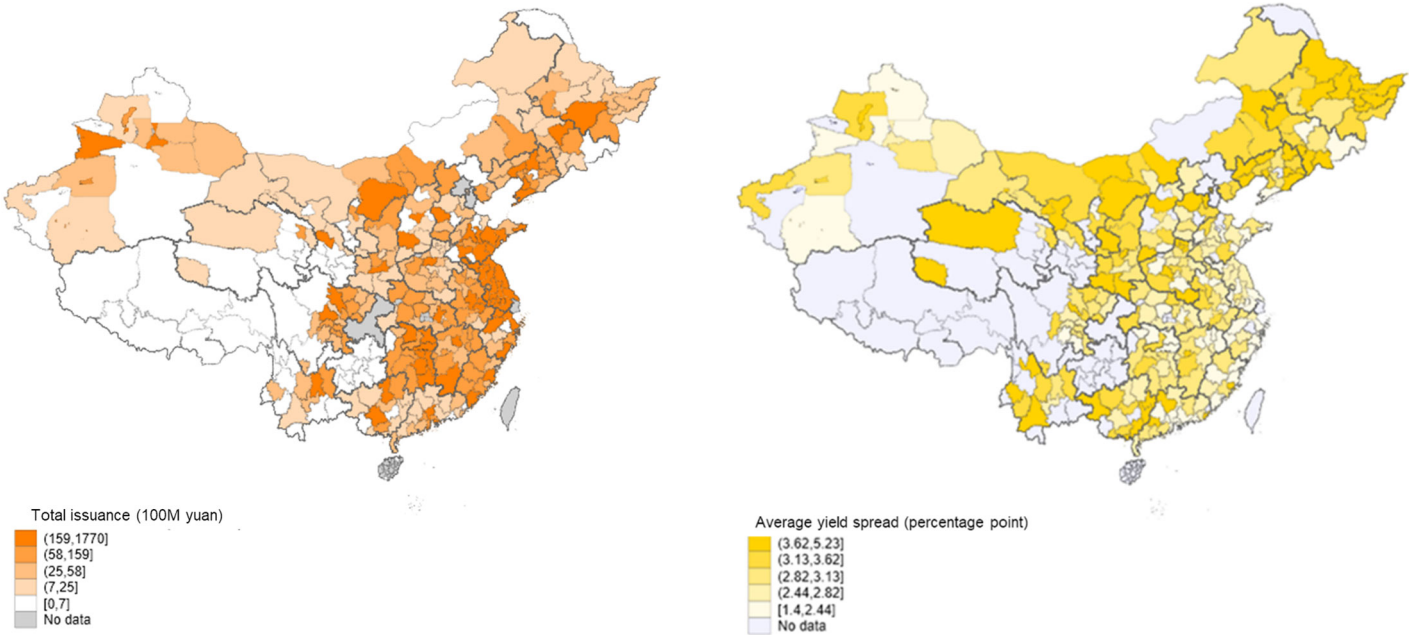 Total issuance (100M yuan)
(159,1770]
(58,159]
(25,58]
(7,25]
[0,7]
No data
Average yield spread (percentage point)
(3.62,5.23]
(3.13,3.62]
(2.82,3.13]
(2.44,2.82]
[1.4,2.44]
No data